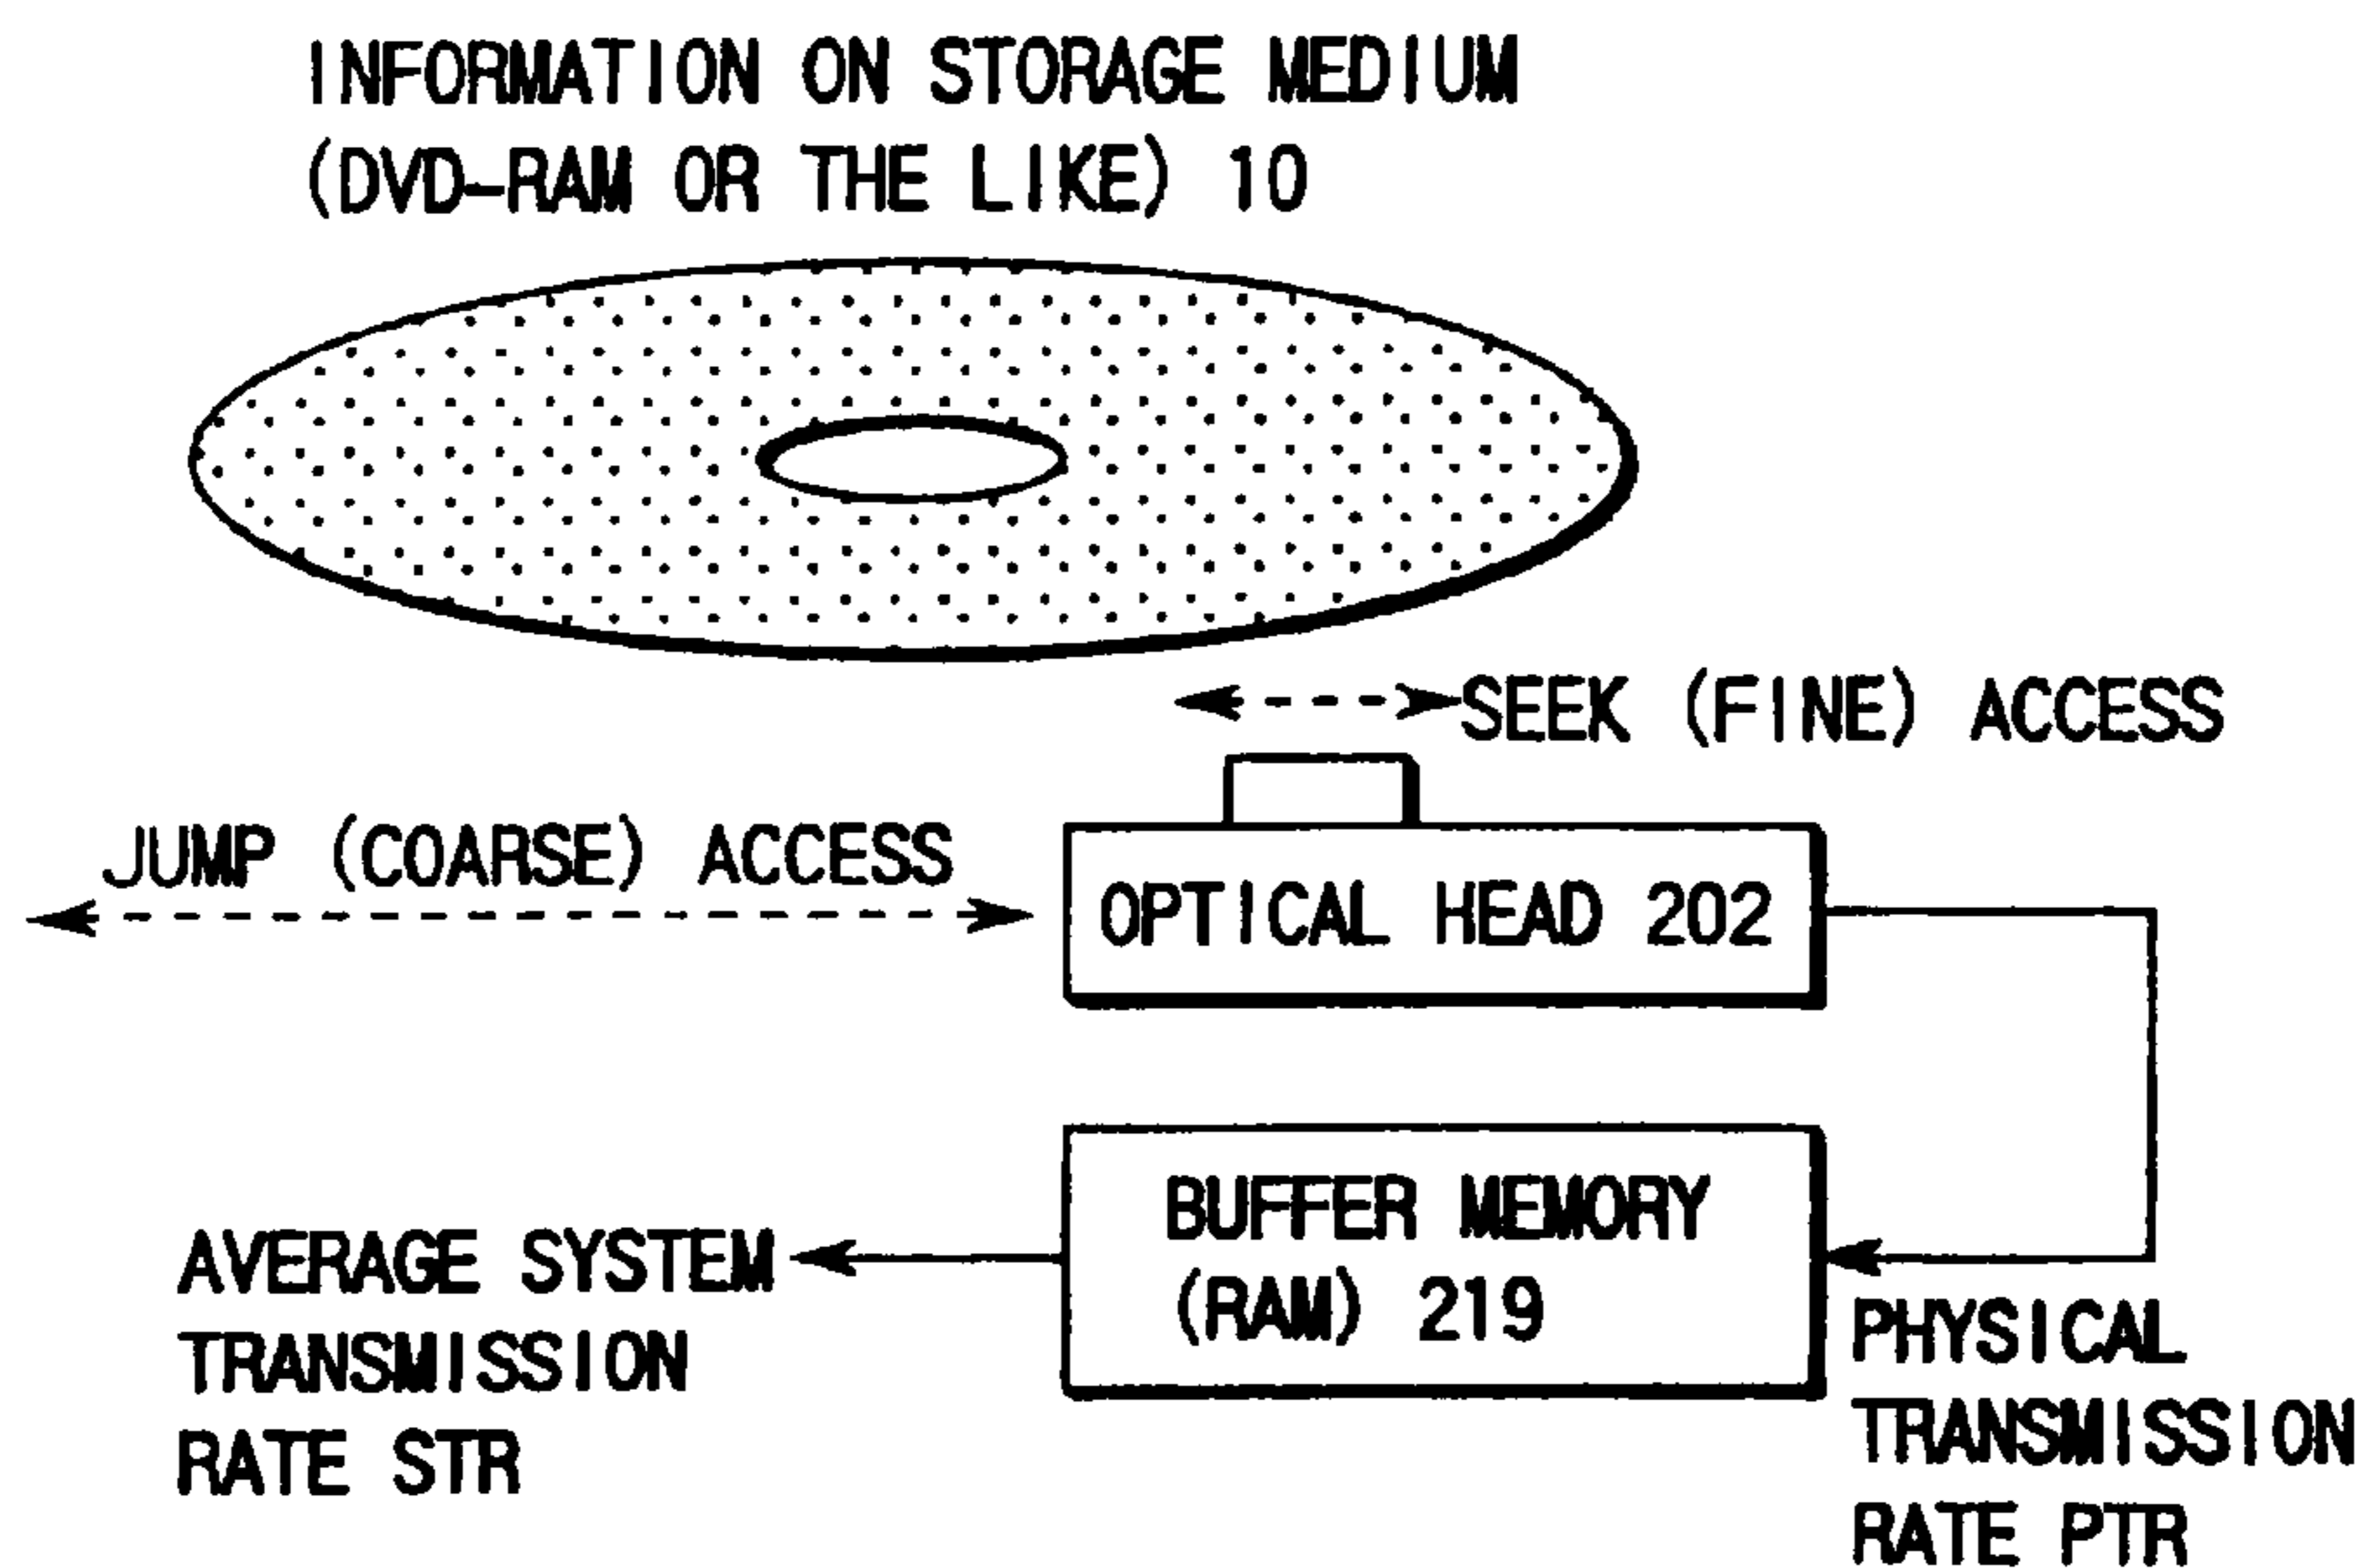 INFORMATION ON STORAGE MEDIUM
(DVD-RAM OR THE LIKE) 10
SEEK (FINE) ACCESS
JUMP (COARSE) ACCESS
OPTICAL HEAD 202
BUFFER MEMORY
(RAM) 219
AVERAGE SYSTEM
TRANSMISSION
RATE STR
PHYSICAL
TRANSMISSION
RATE PTR